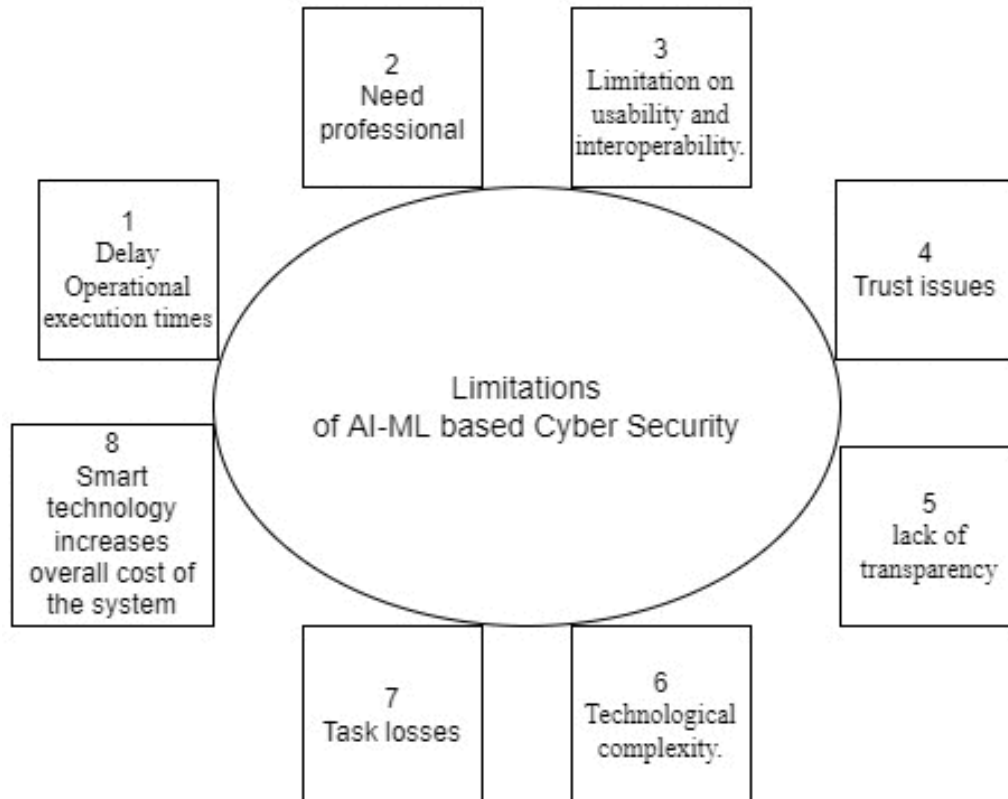 1
Delay
Operational
execution times
2
Need
professional
3
Limitation on
usability and
interoperability.
4
Trust issues
5
lack of
transparency
6
Technological
complexity.
7
Task losses
8
Smart
technology
increases
overall cost of
the system
Limitations
of AI-ML based Cyber Security